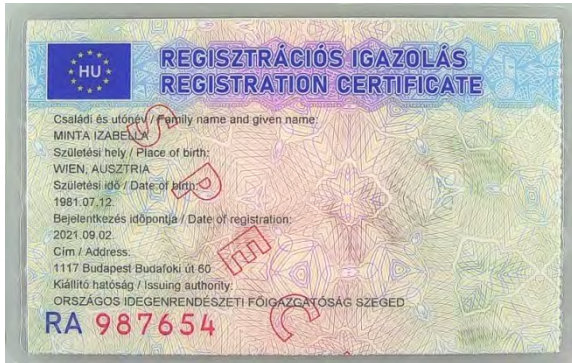 HU
REGISZTRÁCIÓS IGAZOLÁS
REGISTRATION CERTIFICATE
Családi és utónév / Family name and given name:
MINTA IZABELLA
Születési hely / Place of birth:
WIEN, AUSZTRIA
Születési idő / Date of birth:
1981.07.12.
Bejelentkezés időpontja / Date of registration:
2021.09.02.
Cím / Address:
1117 Budapest Budafoki út 60
Kiállító hatóság / Issuing authority:
ORSZÁGOS IDEGENRENDÉSZETI FŐIGAZGATÓSÁG SZEGED
RA 987654
S P E C